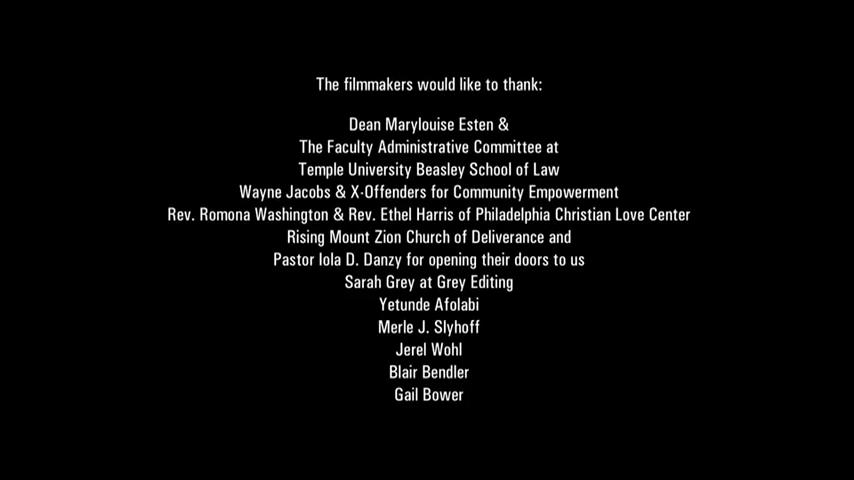 The filmmakers would like to thank:
Dean Marylouise Esten &
The Faculty Administrative Committee at
Temple University Beasley School of Law
Wayne Jacobs & X-Offenders for Community Empowerment
Rev. Romona Washington & Rev. Ethel Harris of Philadelphia Christian Love Center
Rising Mount Zion Church of Deliverance and
Pastor Iola D. Danzy for opening their doors to us
Sarah Grey at Grey Editing
Yetunde Afolabi
Merle J. Slyhoff
Jerel Wohl
Blair Bendler
Gail Bower